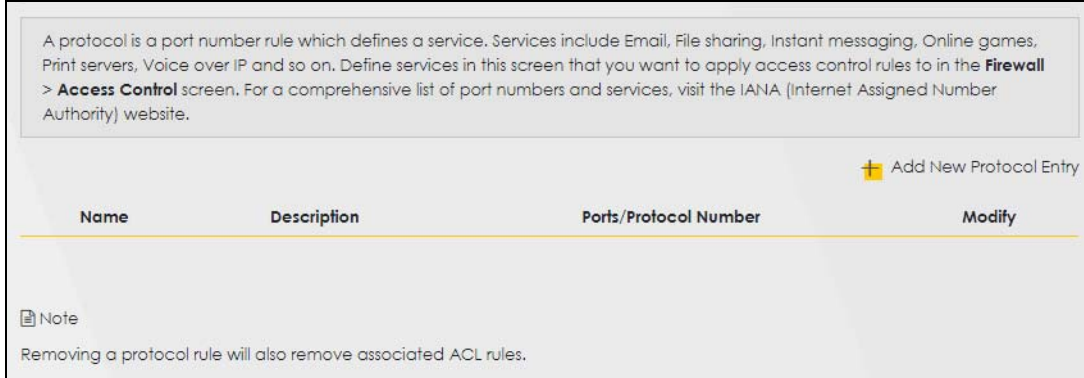 A protocol is a port number rule which defines a service. Services include Email, File sharing, Instant messaging, Online games,
Print servers, Voice over IP and so on. Define services in this screen that you want to apply access control rules to in the Firewall
> Access Control screen. For a comprehensive list of port numbers and services, visit the IANA (Internet Assigned Number
Authority) website.
Add New Protocol Entry
Name Description Ports/Protocol Number Modify
Note
Removing a protocol rule will also remove associated ACL rules.